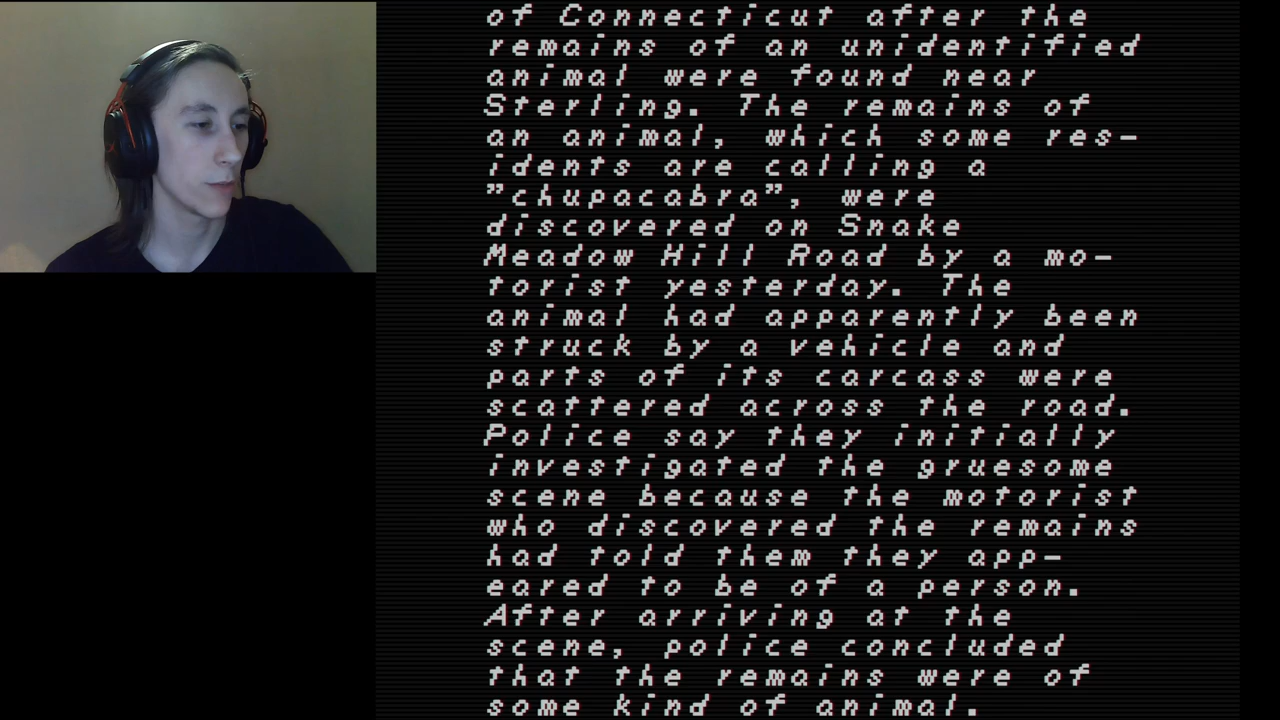 of Connecticut after the
remains of an unidentified
animal were found near
Sterling. The remains of
an animal, which some res-
idents are calling a
"chupacabra", were
discovered on Snake
Meadow Hill Road by a mo-
torist yesterday. The
animal had apparently been
struck by a vehicle and
parts of its carcass were
scattered across the road.
Police say they initially
investigated the gruesome
scene because the motorist
who discovered the remains
had told them they app-
eared to be of a person.
After arriving at the
scene, police concluded
that the remains were of
some kind of animal.